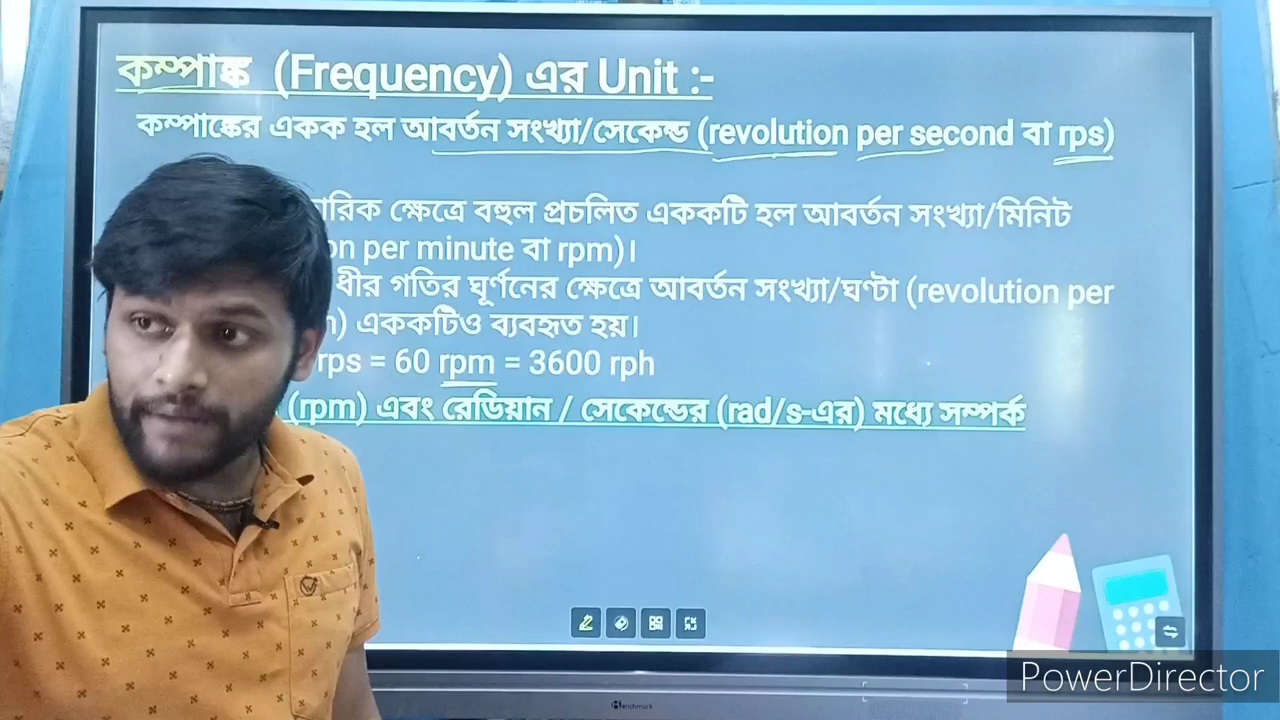 কম্পাঙ্ক (Frequency) এর Unit :-
কম্পাঙ্কের একক হল আবর্তন সংখ্যা/সেকেন্ড (revolution per second বা rps)
ক্ষেত্রে বহুল প্রচলিত এককটি হল আবর্তন সংখ্যা/মিনিট
per minute বা rpm)।
ধীর গতির ঘূর্ণনের ক্ষেত্রে আবর্তন সংখ্যা/ঘণ্টা (revolution per
এককটিও ব্যবহৃত হয়।
rps = 60 rpm = 3600 rph
(rpm) এবং রেডিয়ান / সেকেন্ডের (rad/s-এর) মধ্যে সম্পর্ক
Benchmark
PowerDirector